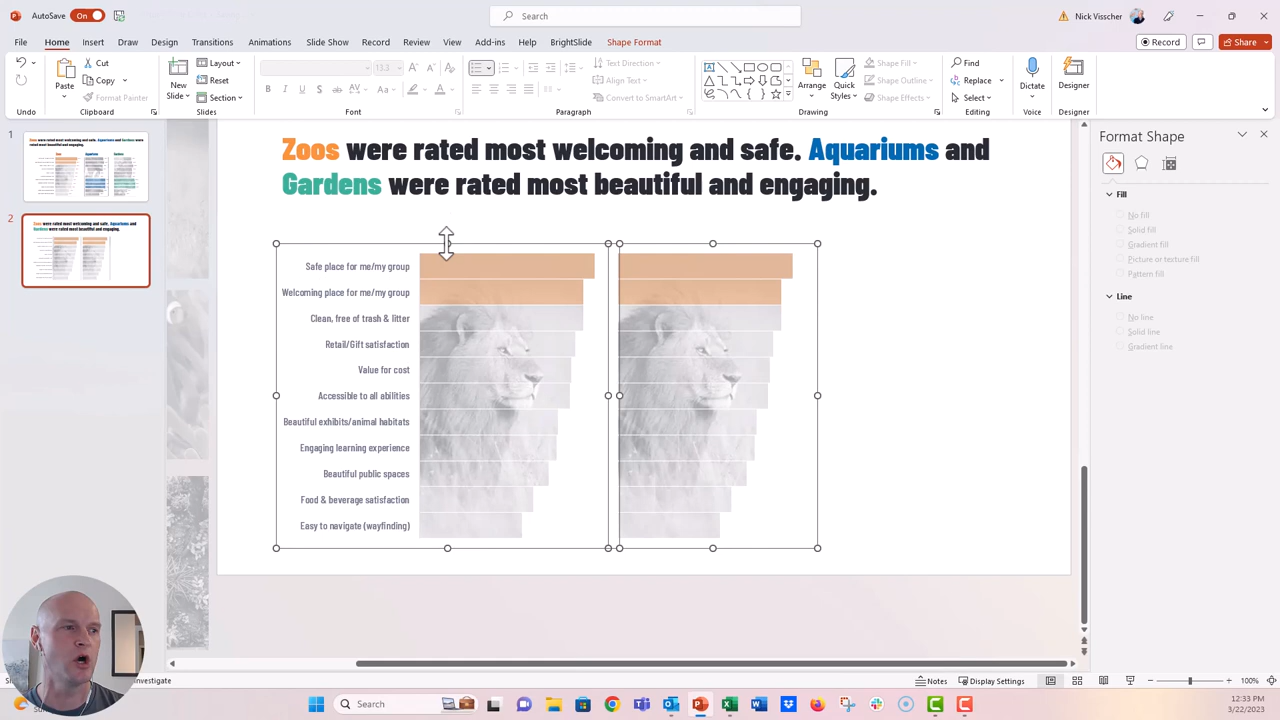 AutoSave On
Search
Nick Visscher
File Home Insert Draw Design Transitions Animations Slide Show Record Review View Add-ins Help BrightSlide Shape Format
Record Share
Undo
Paste
Cut
Copy
Format Painter
Clipboard
New Slide
Layout
Reset
Section
Slides
13.3
B I U S
Font
Text Direction
Align Text
Convert to SmartArt
Paragraph
Arrange
Quick Styles
Shape Fill
Shape Outline
Shape Effects
Drawing
Find
Replace
Select
Editing
Dictate
Voice
Designer
Designer
1
2
Zoos were rated most welcoming and safe. Aquariums and
Gardens were rated most beautiful and engaging.
Safe place for me/my group
Welcoming place for me/my group
Clean, free of trash & litter
Retail/Gift satisfaction
Value for cost
Accessible to all abilities
Beautiful exhibits/animal habitats
Engaging learning experience
Beautiful public spaces
Food & beverage satisfaction
Easy to navigate (wayfinding)
Format Shape
Fill
No fill
Solid fill
Gradient fill
Picture or texture fill
Pattern fill
Line
No line
Solid line
Gradient line
Notes Display Settings 100%
Search
12:33 PM
3/22/2023